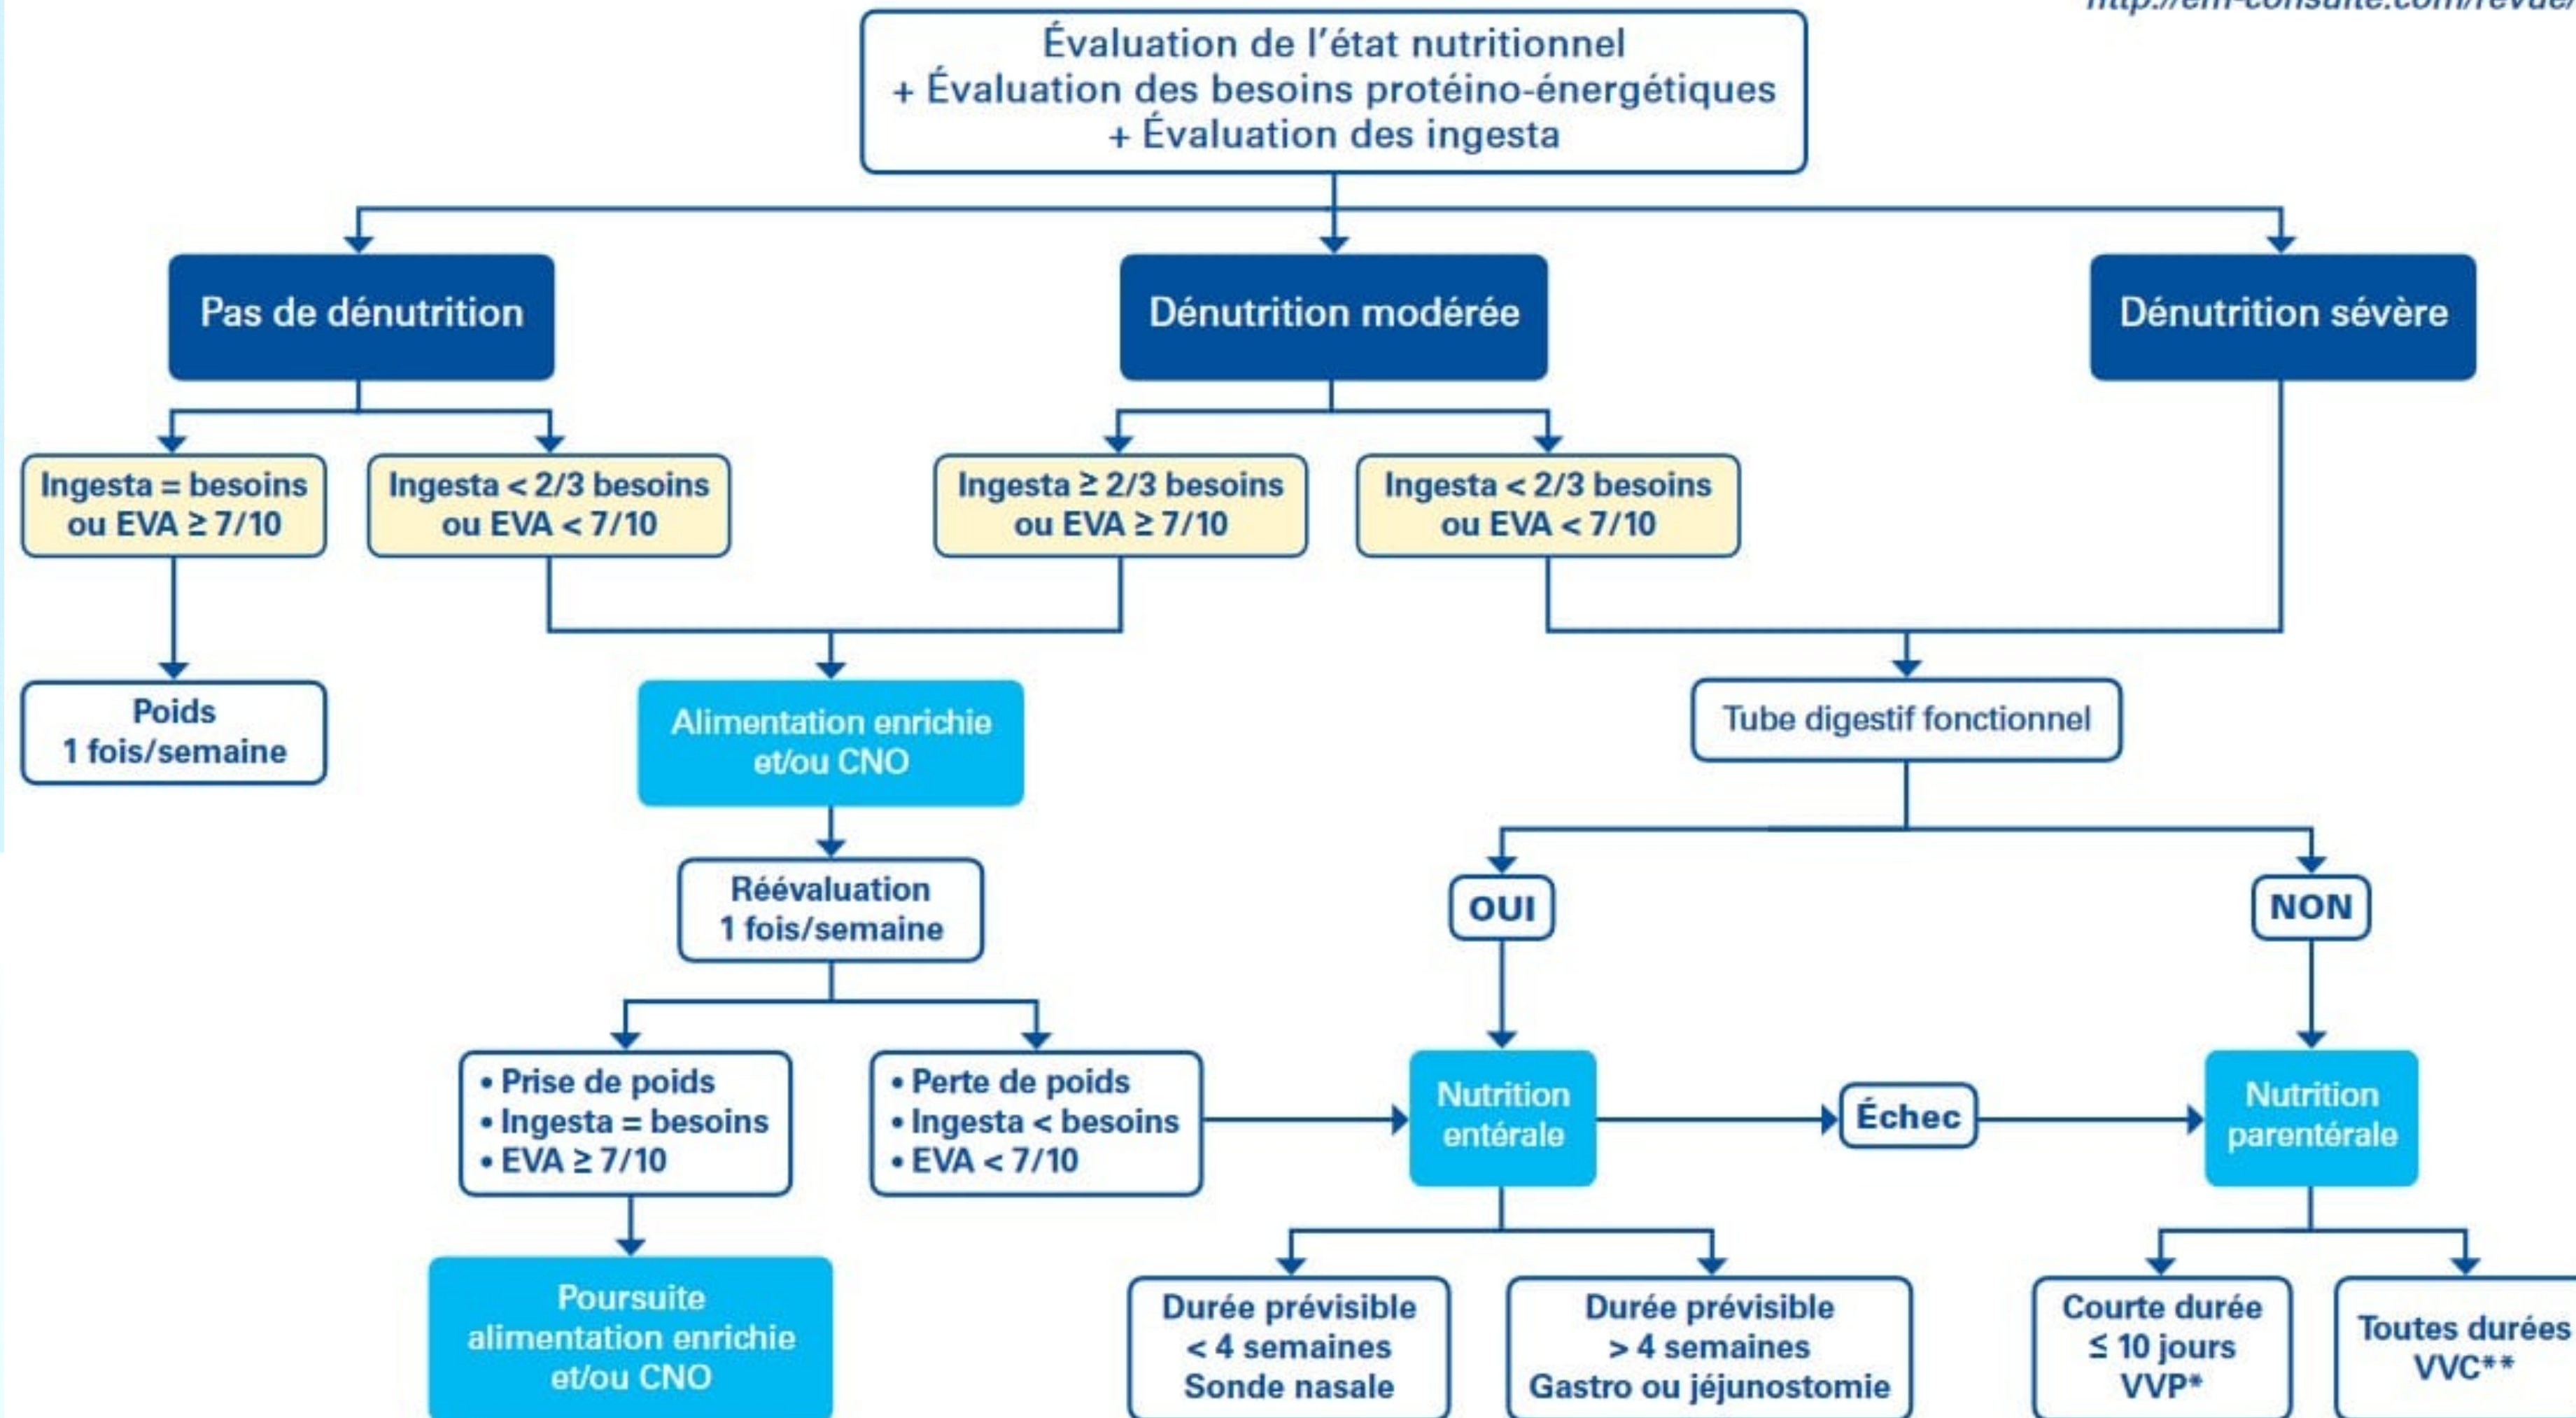 Évaluation de l'état nutritionnel
+ Évaluation des besoins protéino-énergétiques
+ Évaluation des ingesta
Pas de dénutrition
Dénutrition modérée
Dénutrition sévère
Ingesta = besoins
ou EVA ≥ 7/10
Ingesta < 2/3 besoins
ou EVA < 7/10
Ingesta ≥ 2/3 besoins
ou EVA ≥ 7/10
Ingesta < 2/3 besoins
ou EVA < 7/10
Poids
1 fois/semaine
Alimentation enrichie
et/ou CNO
Tube digestif fonctionnel
Réévaluation
1 fois/semaine
OUI
NON
• Prise de poids
• Ingesta = besoins
• EVA ≥ 7/10
• Perte de poids
• Ingesta < besoins
• EVA < 7/10
Nutrition
entérale
Échec
Nutrition
parentérale
Poursuite
alimentation enrichie
et/ou CNO
Durée prévisible
< 4 semaines
Sonde nasale
Durée prévisible
> 4 semaines
Gastro ou jéjunostomie
Courte durée
≤ 10 jours
VVP*
Toutes durées
VVC**